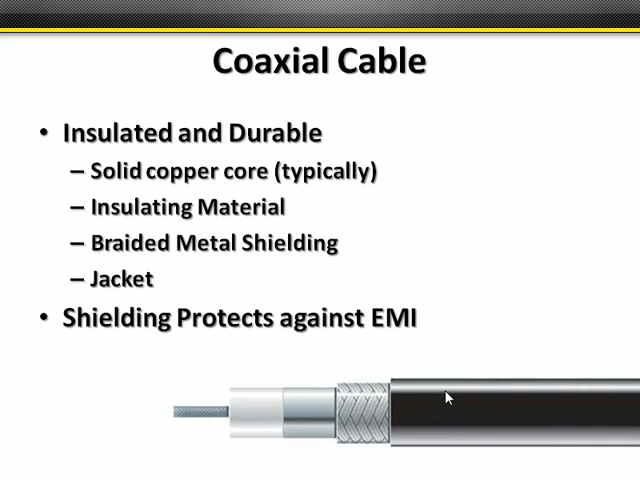 Coaxial Cable
• Insulated and Durable
– Solid copper core (typically)
– Insulating Material
– Braided Metal Shielding
– Jacket
• Shielding Protects against EMI